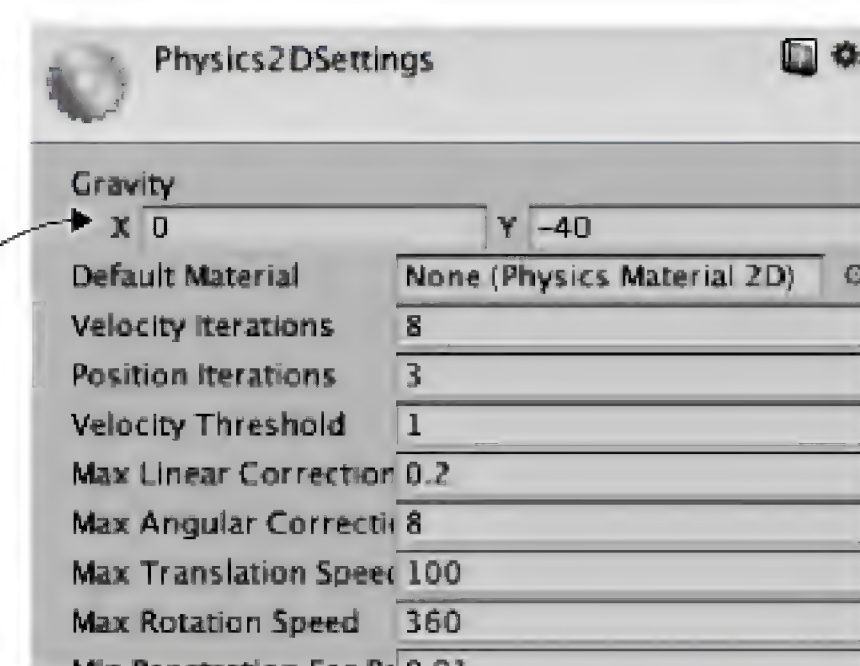 Physics2DSettings
Gravity
X 0 Y -40
Default Material None (Physics Material 2D)
Velocity Iterations 8
Position Iterations 3
Velocity Threshold 1
Max Linear Correction 0.2
Max Angular Correcti 8
Max Translation Speed 100
Max Rotation Speed 360